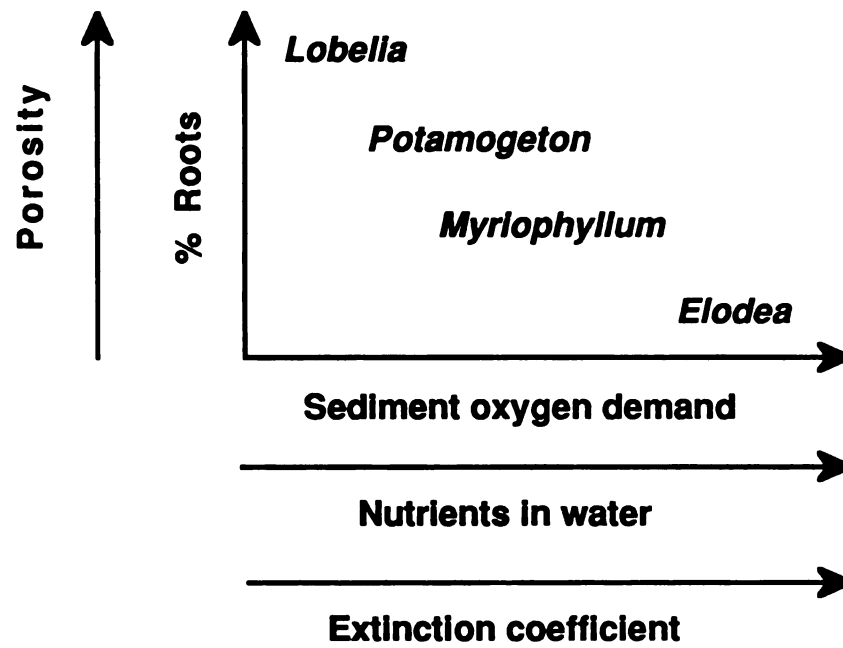 Porosity
% Roots
Lobelia
Potamogeton
Myriophyllum
Elodea
Sediment oxygen demand
Nutrients in water
Extinction coefficient